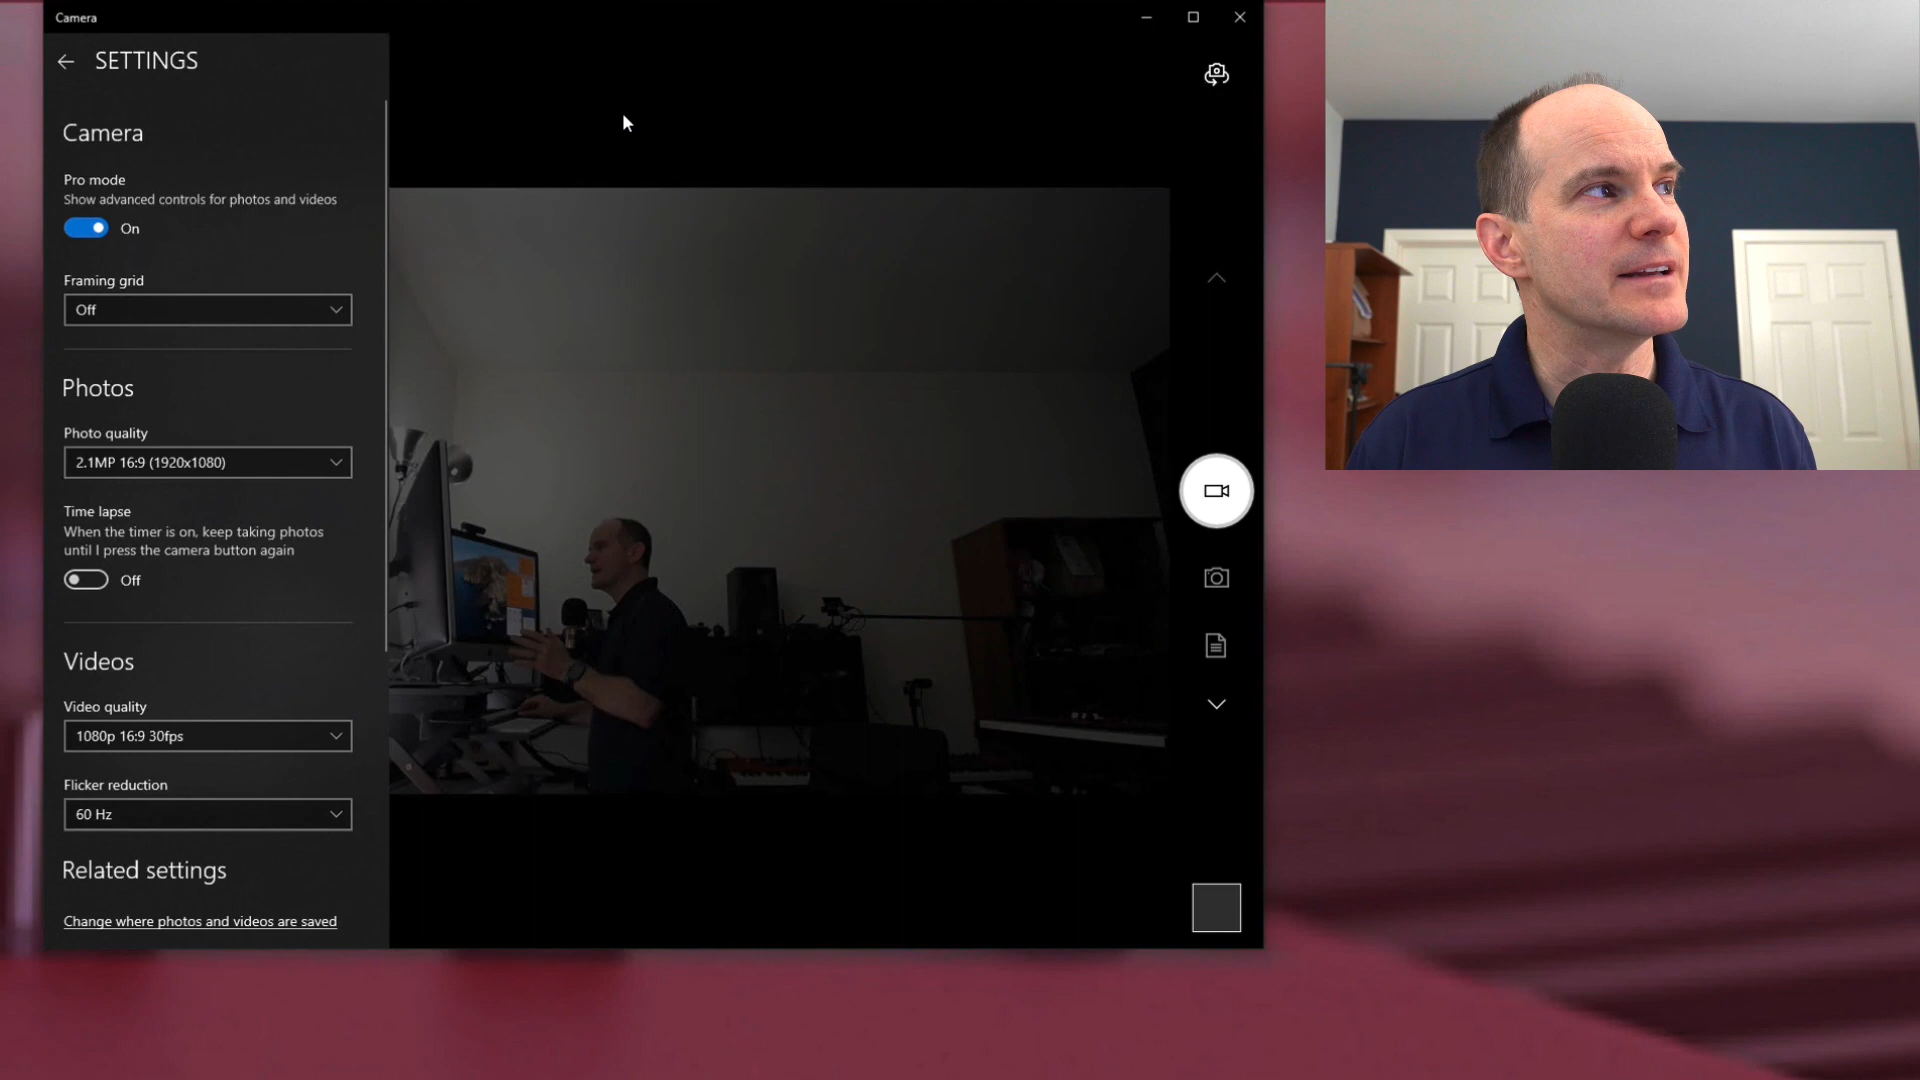 Camera
SETTINGS
Camera
Pro mode
Show advanced controls for photos and videos
On
Framing grid
Off
Photos
Photo quality
2.1MP 16:9 (1920x1080)
Time lapse
When the timer is on, keep taking photos
until I press the camera button again
Off
Videos
Video quality
1080p 16:9 30fps
Flicker reduction
60 Hz
Related settings
Change where photos and videos are saved